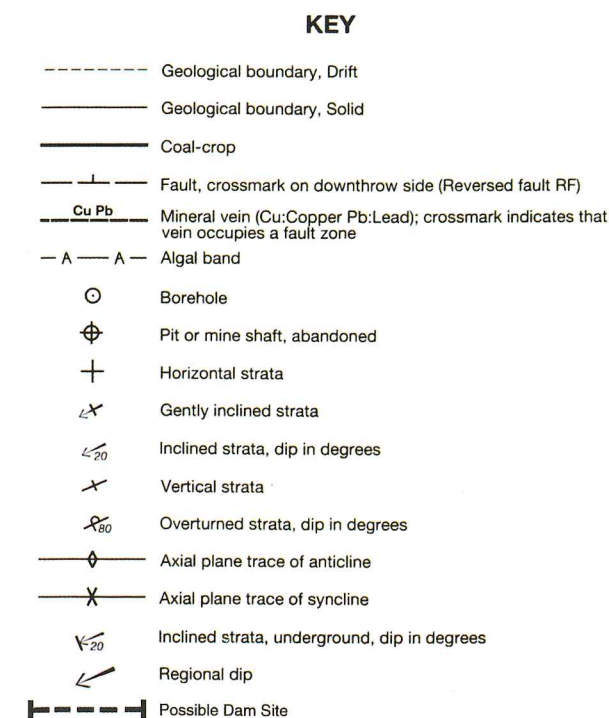 KEY
Geological boundary, Drift
Geological boundary, Solid
Coal-crop
Fault, crossmark on downthrow side (Reversed fault RF)
Cu Pb
Mineral vein (Cu:Copper Pb:Lead); crossmark indicates that
vein occupies a fault zone
A A Algal band
Borehole
Pit or mine shaft, abandoned
Horizontal strata
Gently inclined strata
20 Inclined strata, dip in degrees
Vertical strata
80 Overturned strata, dip in degrees
Axial plane trace of anticline
Axial plane trace of syncline
20 Inclined strata, underground, dip in degrees
Regional dip
Possible Dam Site